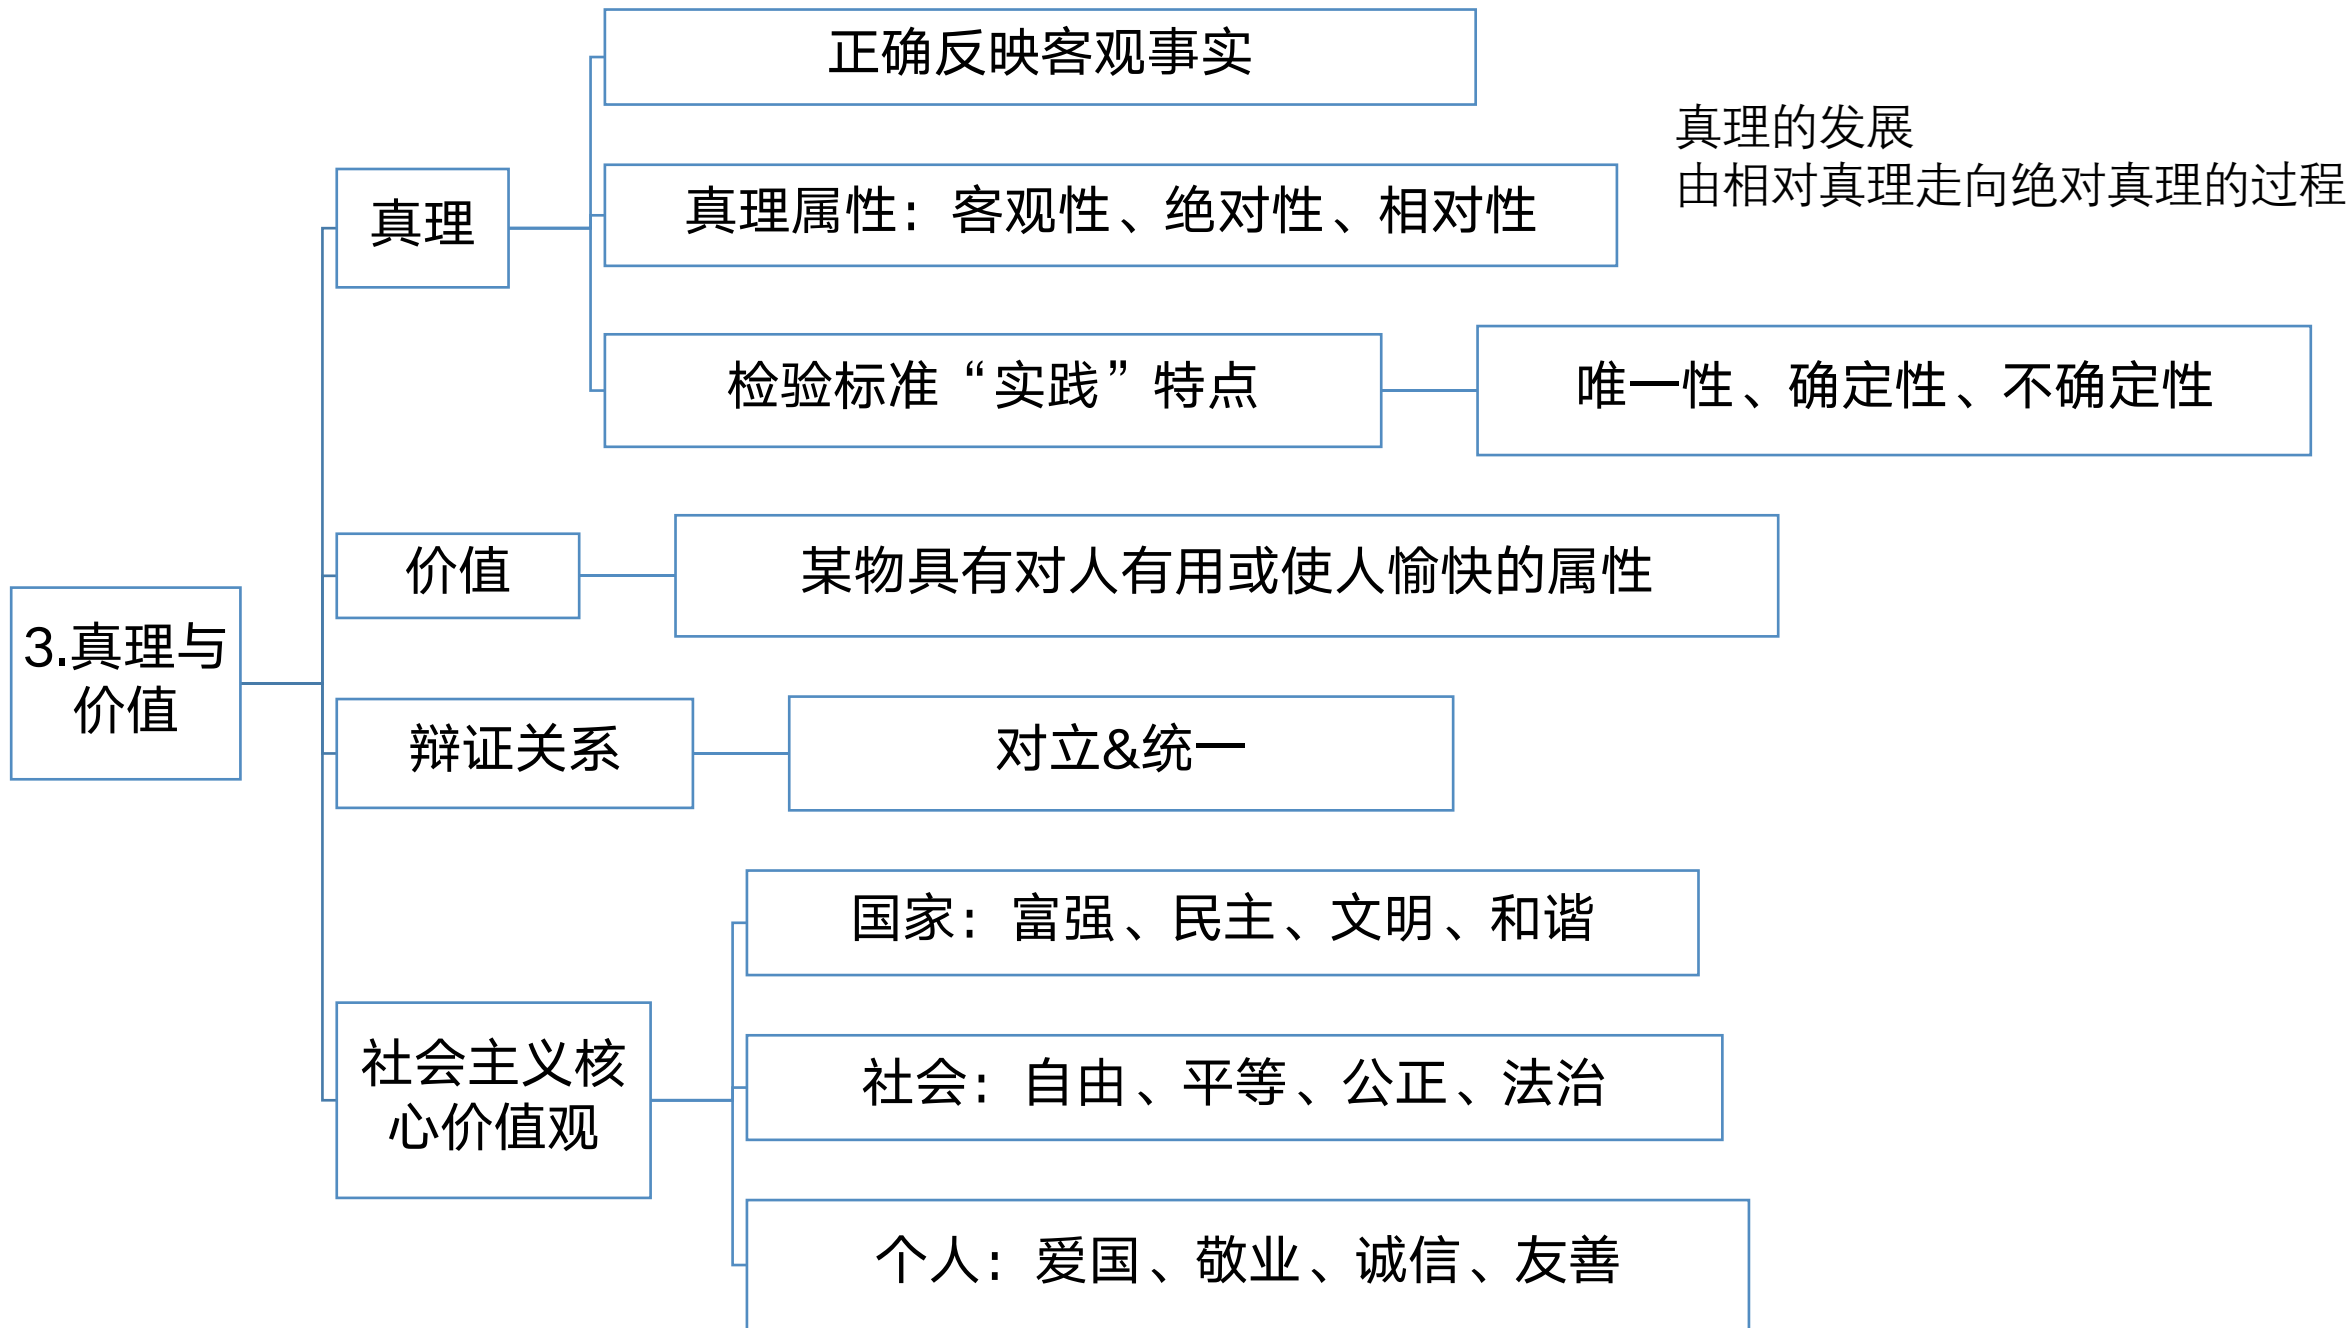 正确反映客观事实
真理的发展
由相对真理走向绝对真理的过程
真理
真理属性：客观性、绝对性、相对性
检验标准“实践”特点
唯一性、确定性、不确定性
价值
某物具有对人有用或使人愉快的属性
3.真理与
价值
辩证关系
对立&统一
国家：富强、民主、文明、和谐
社会主义核
心价值观
社会：自由、平等、公正、法治
个人：爱国、敬业、诚信、友善